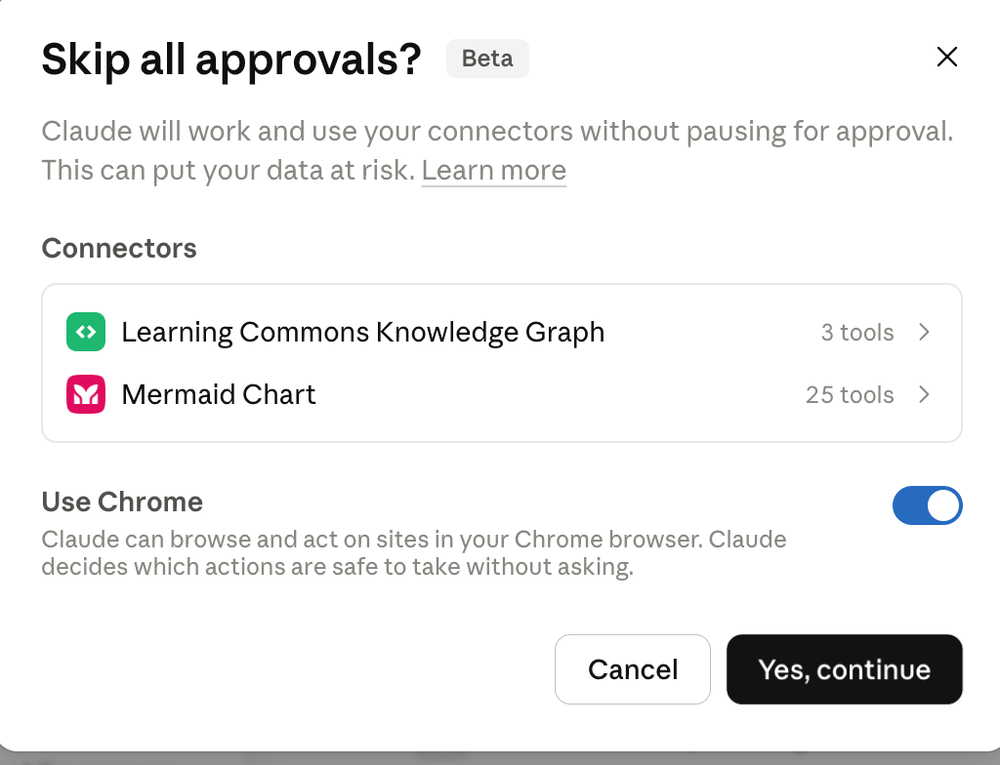 Skip all approvals? Beta
Claude will work and use your connectors without pausing for approval.
This can put your data at risk. Learn more
Connectors
Learning Commons Knowledge Graph 3 tools
Mermaid Chart 25 tools
Use Chrome
Claude can browse and act on sites in your Chrome browser. Claude
decides which actions are safe to take without asking.
Cancel Yes, continue